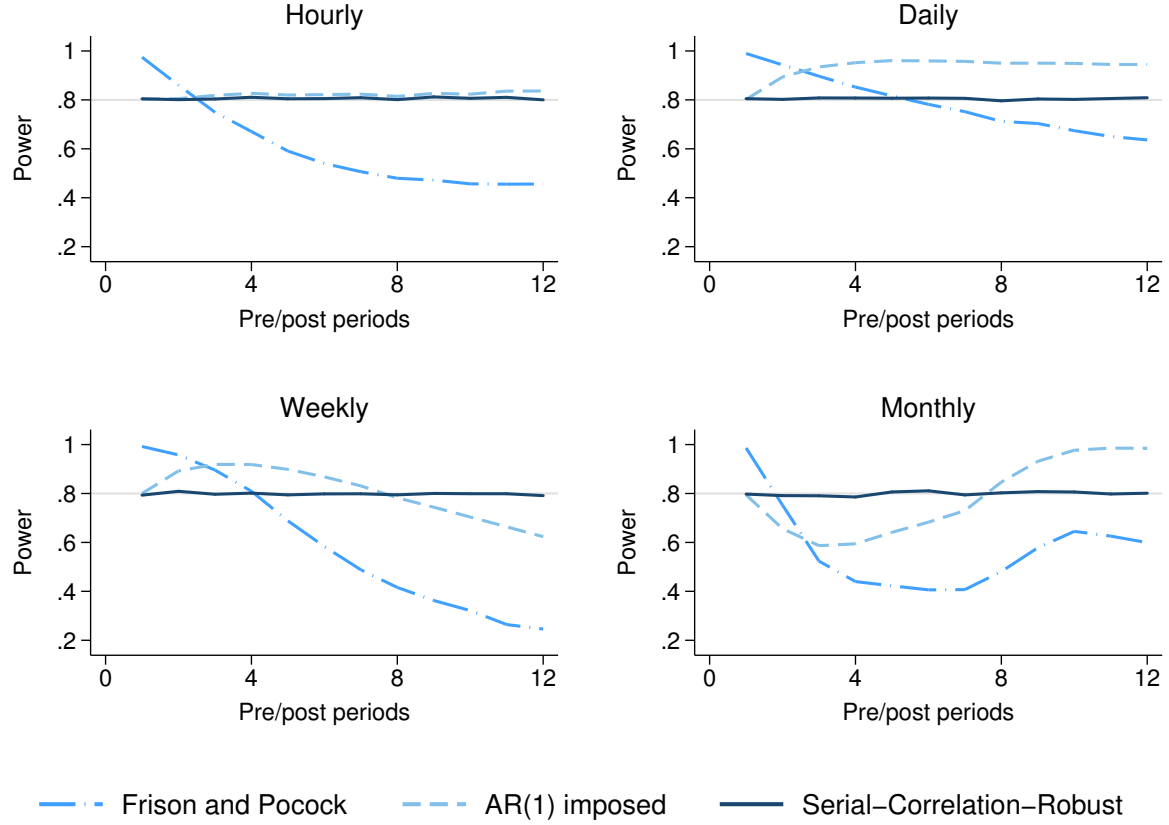 Hourly
Power
1
.8
.6
.4
.2
0 4 8 12
Pre/post periods
Daily
Power
1
.8
.6
.4
.2
0 4 8 12
Pre/post periods
Weekly
Power
1
.8
.6
.4
.2
0 4 8 12
Pre/post periods
Monthly
Power
1
.8
.6
.4
.2
0 4 8 12
Pre/post periods
Frison and Pocock AR(1) imposed Serial−Correlation−Robust